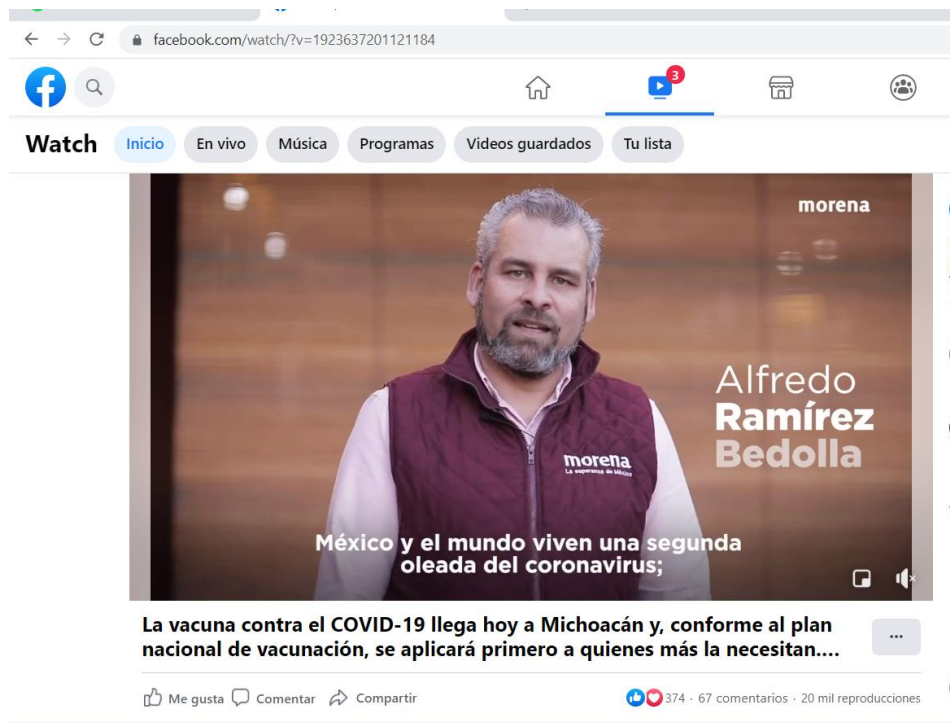 facebook.com/watch/?v=1923637201121184
3
Watch
Inicio
En vivo
Música
Programas
Videos guardados
Tu lista
morena
Alfredo
Ramírez
Bedolla
morena
La esperanza de México
México y el mundo viven una segunda
oleada del coronavirus;
La vacuna contra el COVID-19 llega hoy a Michoacán y, conforme al plan
nacional de vacunación, se aplicará primero a quienes más la necesitan....
...
Me gusta
Comentar
Compartir
374 · 67 comentarios · 20 mil reproducciones